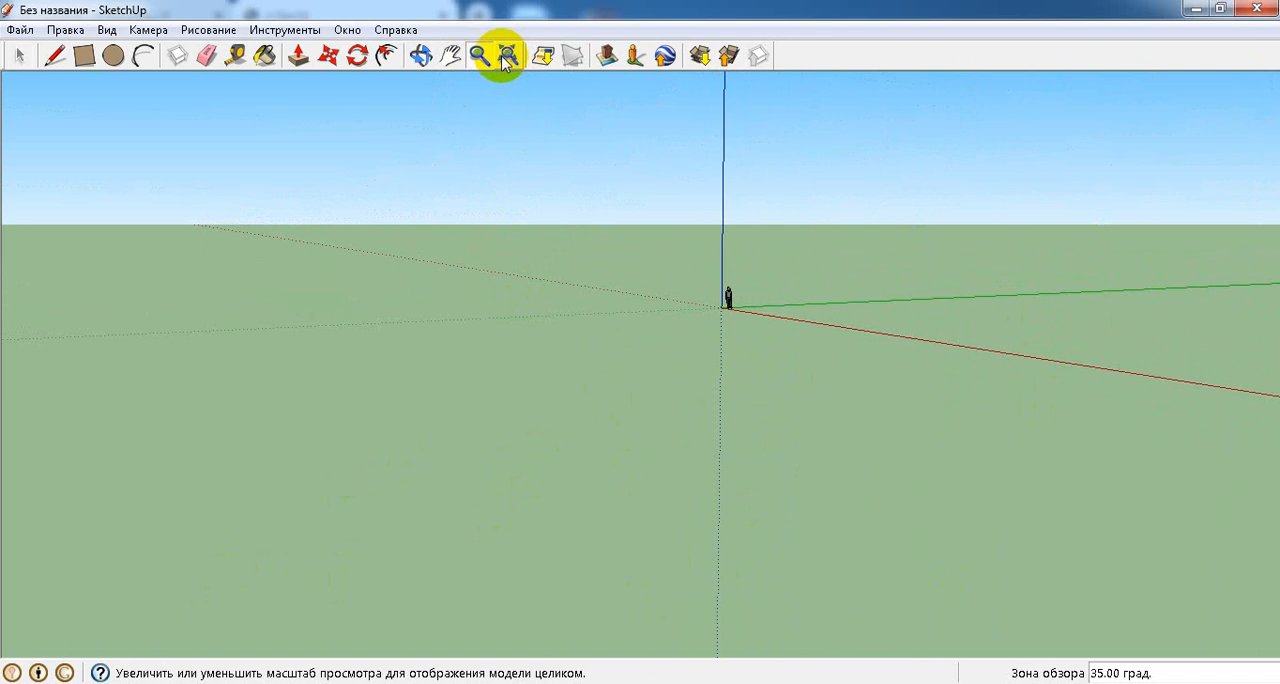 Без названия - SketchUp
Файл Правка Вид Камера Рисование Инструменты Окно Справка
Увеличить или уменьшить масштаб просмотра для отображения модели целиком. Зона обзора 35.00 град.